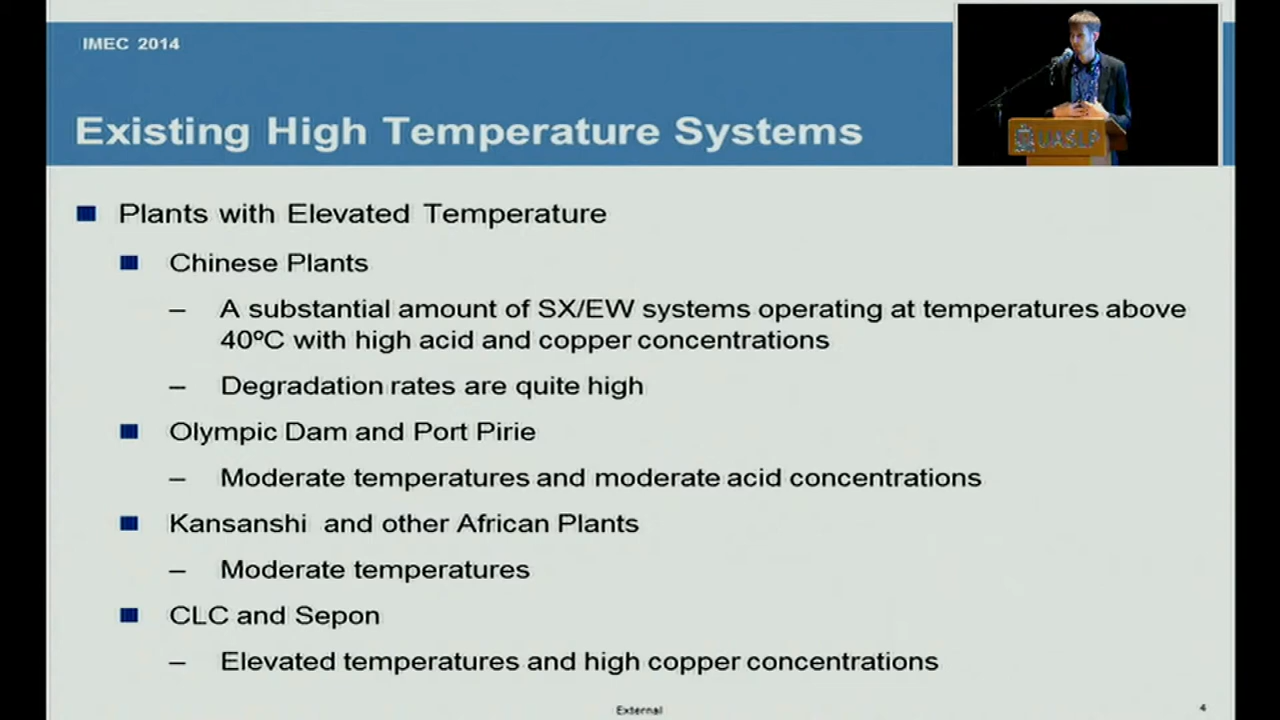 IMEC 2014
Existing High Temperature Systems
UASLP
Plants with Elevated Temperature
Chinese Plants
– A substantial amount of SX/EW systems operating at temperatures above
40ºC with high acid and copper concentrations
– Degradation rates are quite high
Olympic Dam and Port Pirie
– Moderate temperatures and moderate acid concentrations
Kansanshi and other African Plants
– Moderate temperatures
CLC and Sepon
– Elevated temperatures and high copper concentrations
External
4